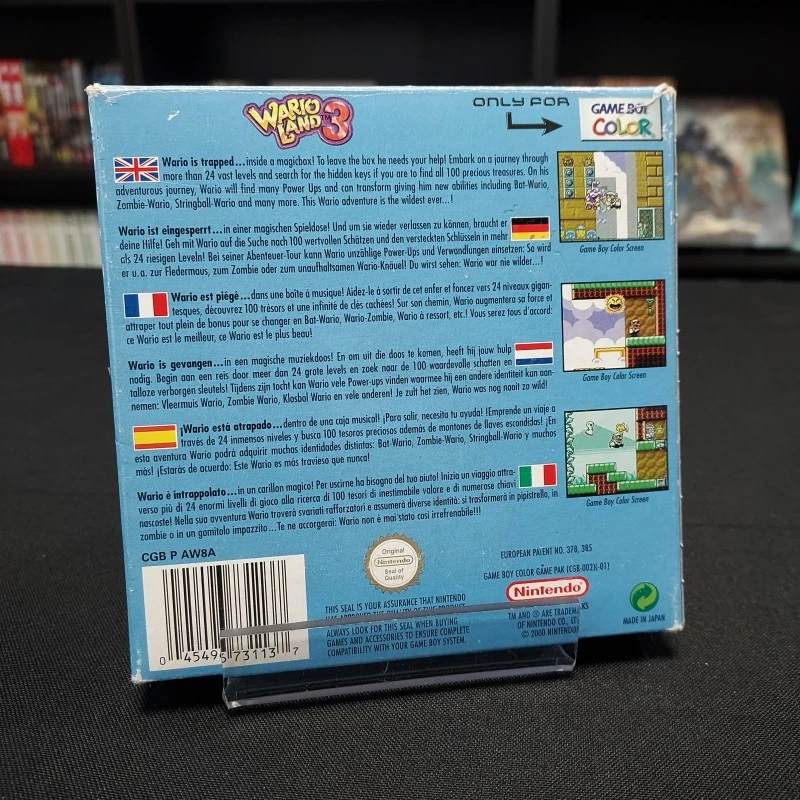 WARIO LAND™ 3
ONLY FOR
GAME BOY COLOR
Wario is trapped...inside a magicbox! To leave the box he needs your help! Embark on a journey through
more than 24 vast levels and search for the hidden keys if you are to find all 100 precious treasures. On his
adventurous journey, Wario will find many Power Ups and can transform giving him new abilities including Bat-Wario,
Zombie-Wario, Stringball-Wario and many more. This Wario adventure is the wildest ever...!
Game Boy Color Screen
Wario ist eingesperrt...in einer magischen Spieldose! Und um sie wieder verlassen zu können, braucht er
deine Hilfe! Geh mit Wario auf die Suche nach 100 wertvollen Schätzen und den versteckten Schlüsseln in mehr
als 24 riesigen Leveln! Bei seiner Abenteuer-Tour kann Wario unzählige Power-Ups und Verwandlungen einsetzen: So wird
er u.a. zur Fledermaus, zum Zombie oder zum unaufhaltsamen Wario-Knäuel! Du wirst sehen: Wario war nie wilder...!
Wario est piégé...dans une boîte à musique! Aidez-le à sortir de cet enfer et foncez vers 24 niveaux gigan-
tesques, découvrez 100 trésors et une infinité de clés cachées! Sur son chemin, Wario augmentera sa force et
attraper tout plein de bonus pour se changer en Bat-Wario, Wario-Zombie, Wario à ressort, etc.! Vous serez tous d'accord:
ce Wario est le meilleur, ce Wario est le plus beau!
Game Boy Color Screen
Wario is gevangen...in een magische muziekdoos! En om uit die doos te komen, heeft hij jouw hulp
nodig. Begin aan een reis door meer dan 24 grote levels en zoek naar de 100 waardevolle schatten en
talloze verborgen sleutels! Tijdens zijn tocht kan Wario vele Power-ups vinden waarmee hij een andere identiteit kan aan-
nemen: Vleermuis Wario, Zombie Wario, Klosbol Wario en vele anderen! Je zult het zien, Wario was nog nooit zo wild!
¡Wario está atrapado...dentro de una caja musical! ¡Para salir, necesita tu ayuda! !Emprende un viaje a
través de 24 inmensos niveles y busca 100 tesoros preciosos además de montones de llaves escondidas! ¡En
esta aventura Wario podrá adquirir muchas identidades distintas: Bat-Wario, Zombie-Wario, Stringball-Wario y muchos
más! ¡Estarás de acuerdo: Este Wario es más travieso que nunca!
Game Boy Color Screen
Wario è intrappolato...in un carillon magico! Per uscirne ha bisogno del tuo aiuto! Inizia un viaggio attra-
verso più di 24 enormi livelli di gioco alla ricerca di 100 tesori di inestimabile valore e di numerose chiavi
nascoste! Nella sua avventura Wario troverà svariati rafforzatori e assumerà diverse identità: si trasformerà in pipistrello, in
zombie o in un gomitolo impazzito...Te ne accorgerai: Wario non è mai stato così irrefrenabile!!!
CGB P AW8A
0 45495 73113 7
Original
Nintendo
Seal of
Quality
THIS SEAL IS YOUR ASSURANCE THAT NINTENDO
HAS APPROVED THE QUALITY OF THIS PRODUCT.
ALWAYS LOOK FOR THIS SEAL WHEN BUYING
GAMES AND ACCESSORIES TO ENSURE COMPLETE
COMPATIBILITY WITH YOUR GAME BOY SYSTEM.
EUROPEAN PATENT NO. 378, 385
GAME BOY COLOR GAME PAK (CGB-002)(-01)
Nintendo®
TM AND ® ARE TRADEMARKS
OF NINTENDO CO., LTD.
© 2000 NINTENDO
MADE IN JAPAN